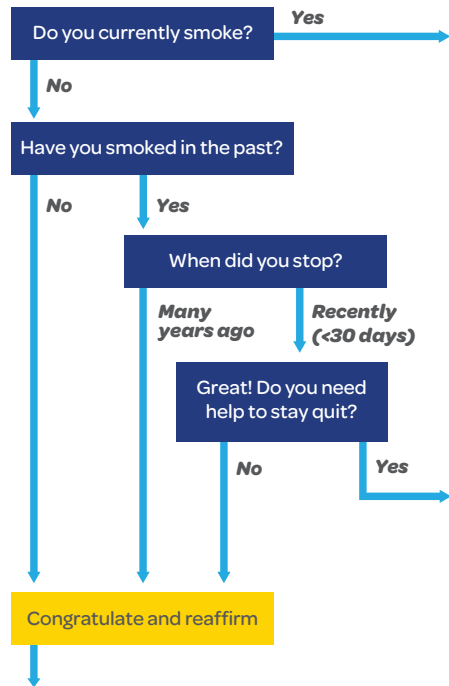 Do you currently smoke?
Yes
No
Have you smoked in the past?
No
Yes
When did you stop?
Many
years ago
Recently
(<30 days)
Great! Do you need
help to stay quit?
No
Yes
Congratulate and reaffirm